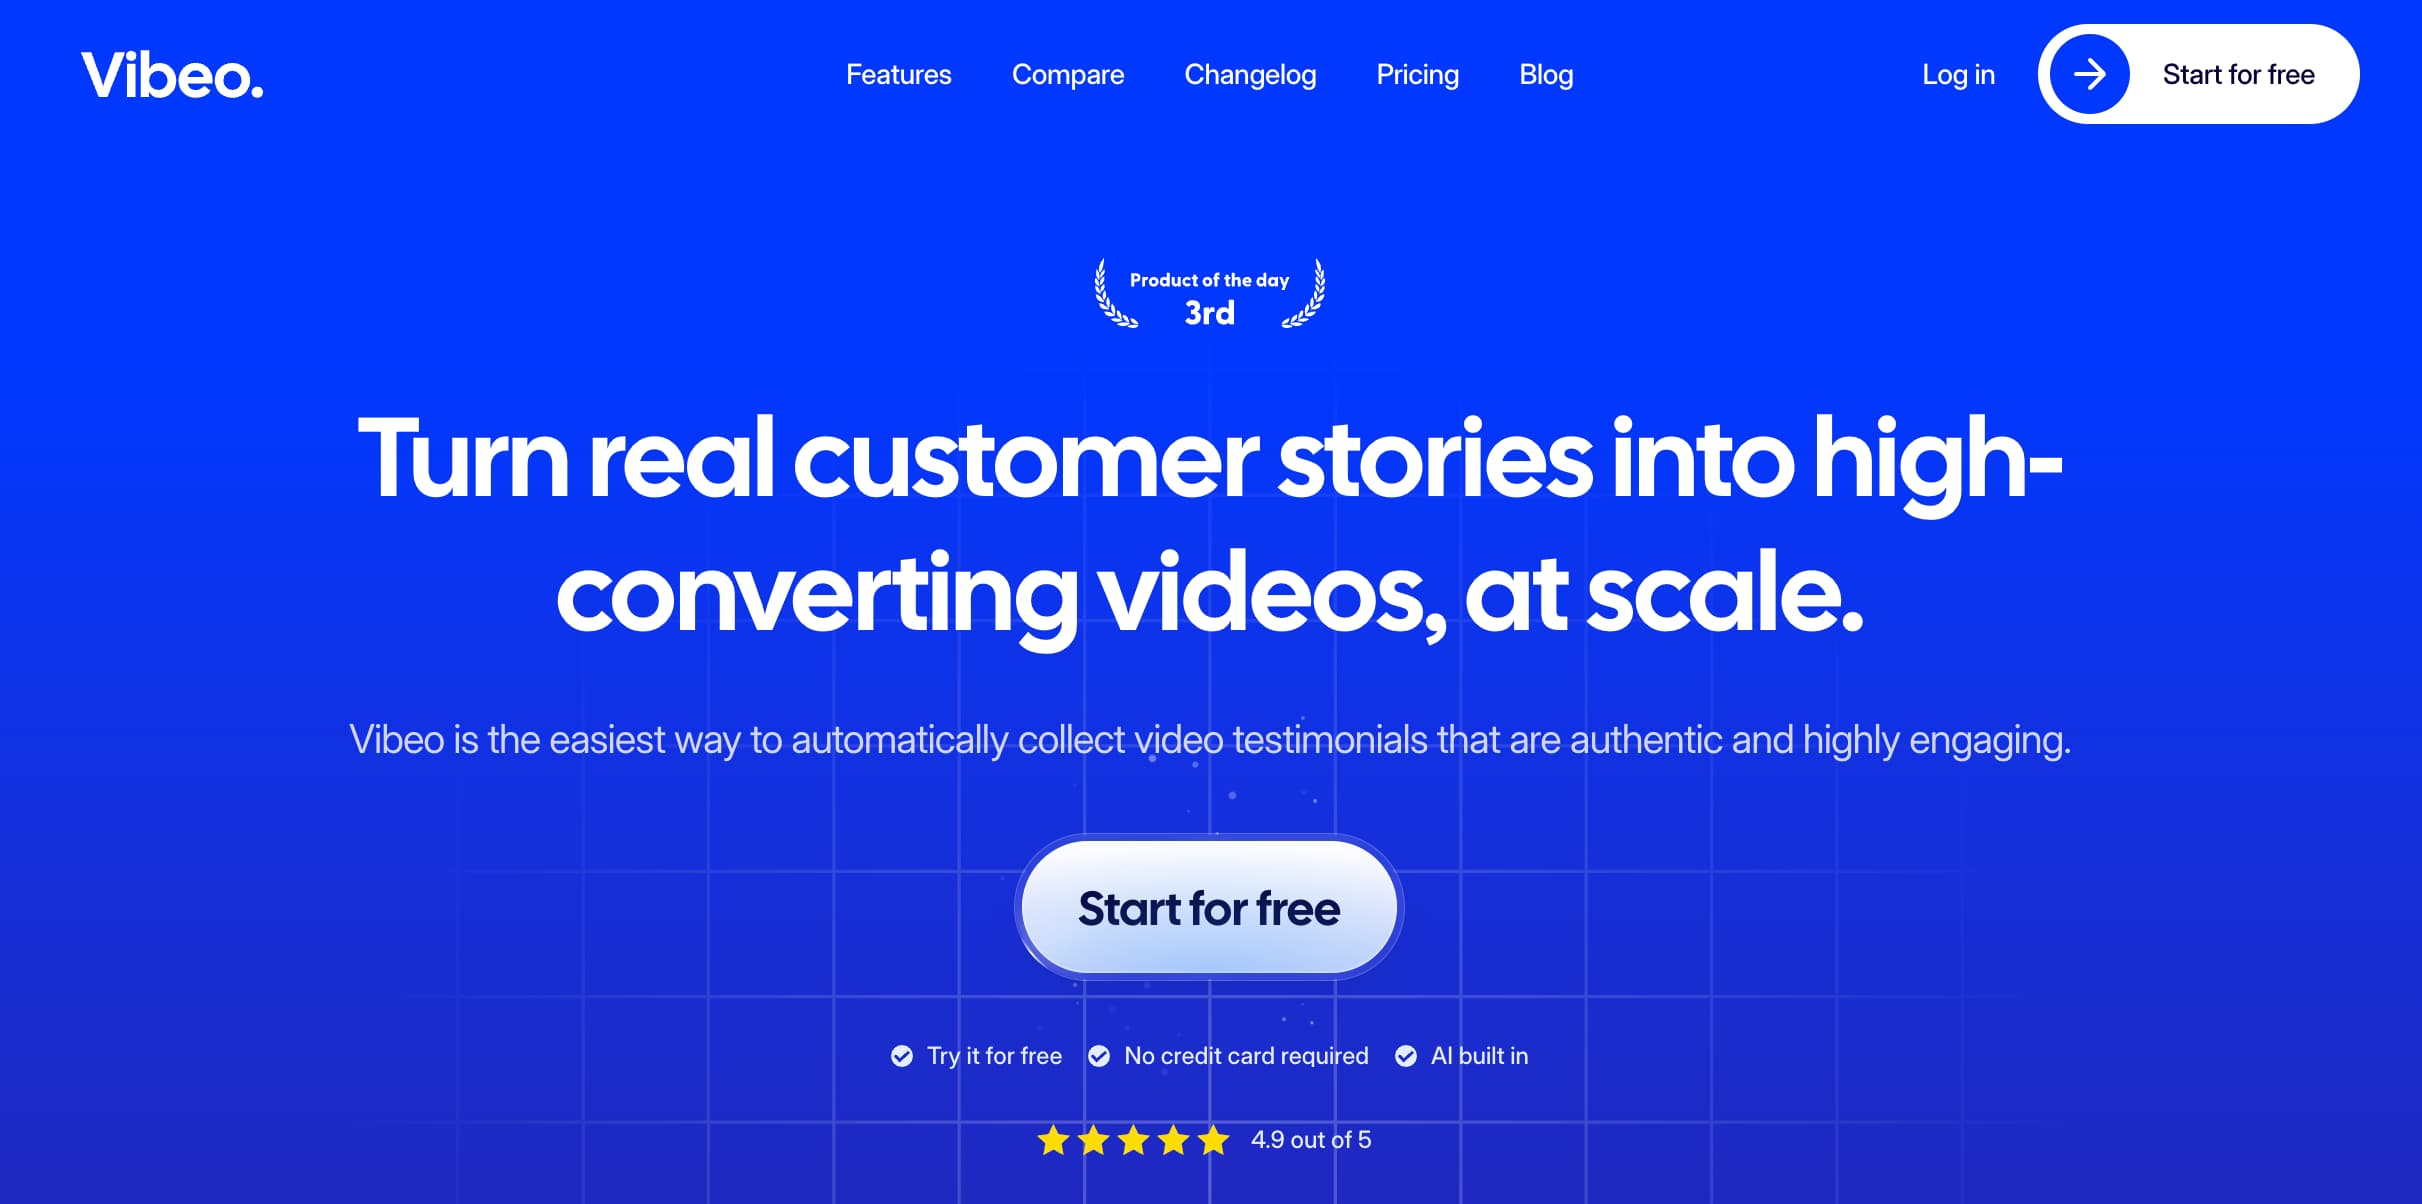 Vibeo.
Features
Compare
Changelog
Pricing
Blog
Log in
Start for free
Product of the day
3rd
Turn real customer stories into high-
converting videos, at scale.
Vibeo is the easiest way to automatically collect video testimonials that are authentic and highly engaging.
Start for free
Try it for free
No credit card required
AI built in
4.9 out of 5